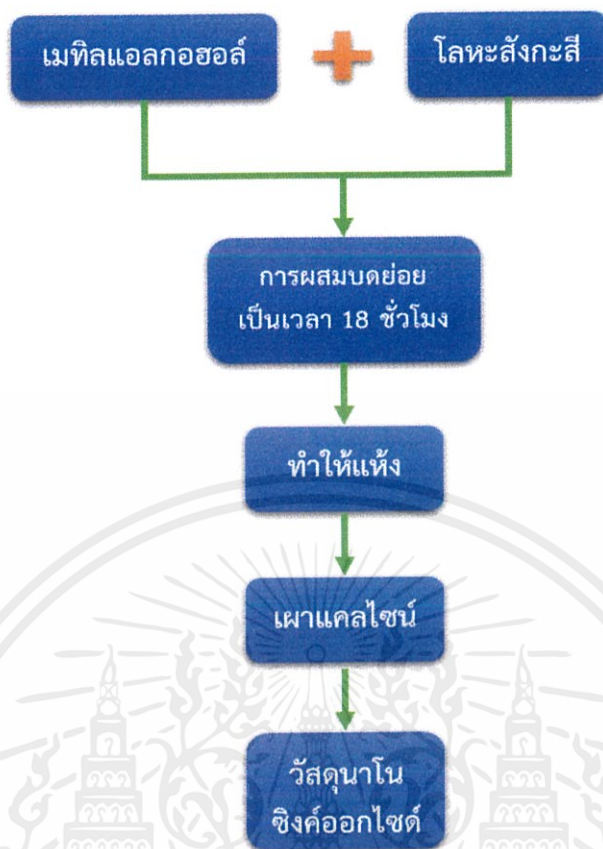 เมทิลแอลกอฮอล์
โลหะสังกะสี
การผสมบดย่อย
เป็นเวลา 18 ชั่วโมง
ทำให้แห้ง
เผาแคลไซน์
วัสดุนาโน
ซิงค์ออกไซด์